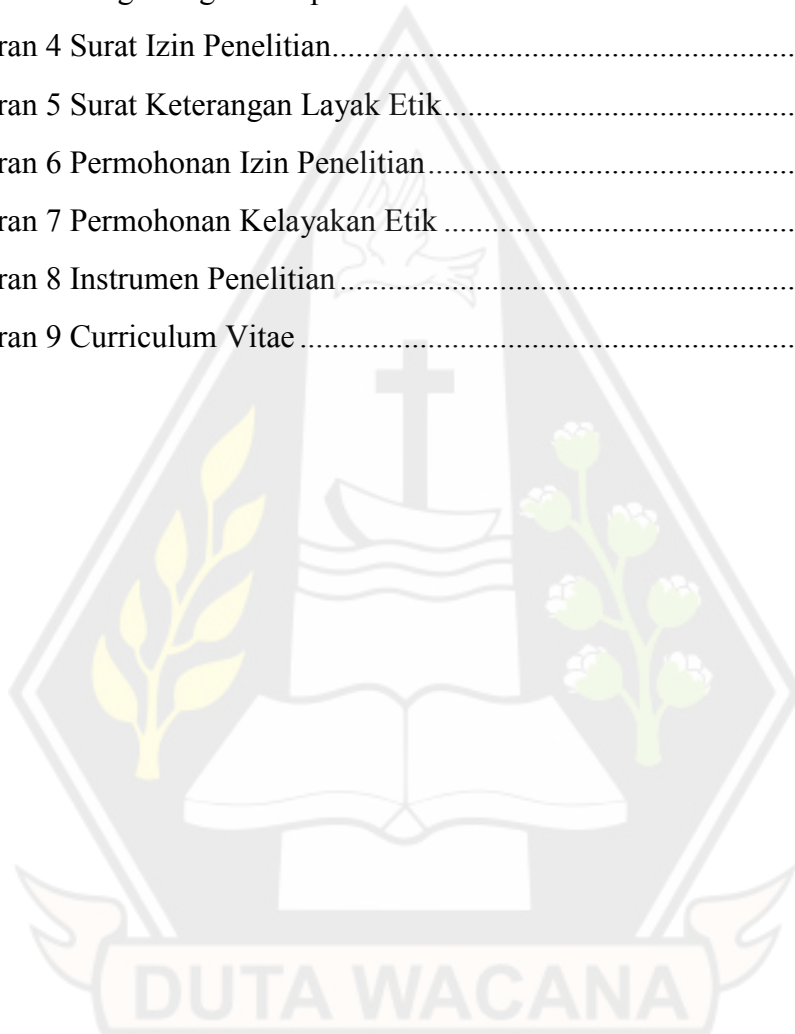 ran 4 Surat Izin Penelitian..........................................................
ran 5 Surat Keterangan Layak Etik............................................
ran 6 Permohonan Izin Penelitian..............................................
ran 7 Permohonan Kelayakan Etik ............................................
ran 8 Instrumen Penelitian.........................................................
ran 9 Curriculum Vitae ..............................................................
DUTA WACANA